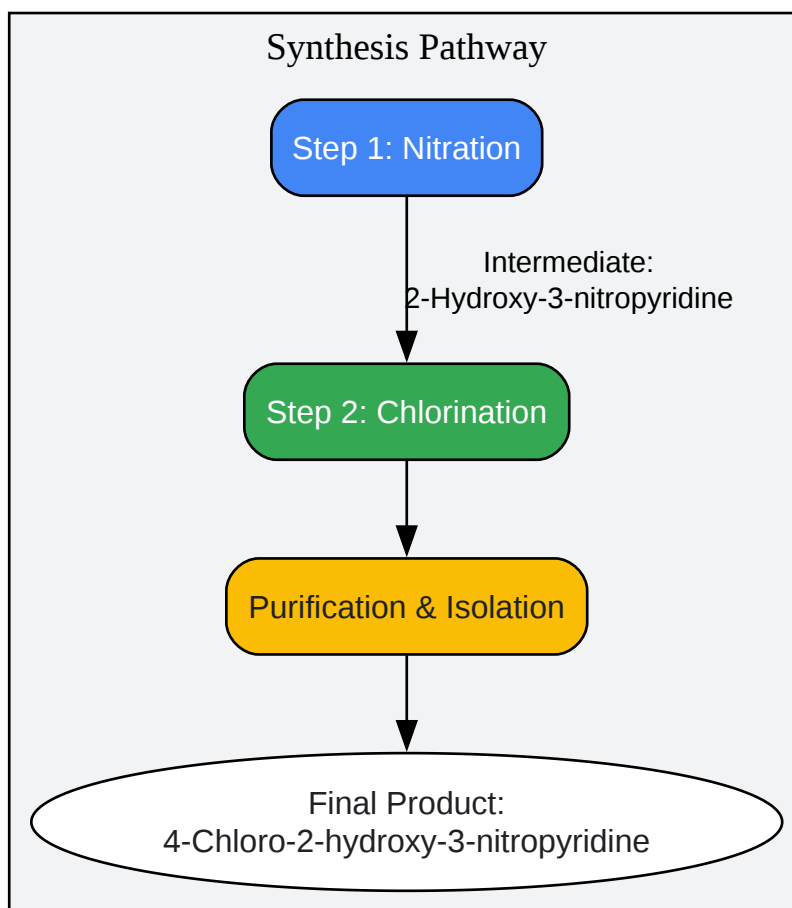 Synthesis Pathway
Step 1: Nitration
Intermediate:
2-Hydroxy-3-nitropyridine
Step 2: Chlorination
Purification & Isolation
Final Product:
4-Chloro-2-hydroxy-3-nitropyridine